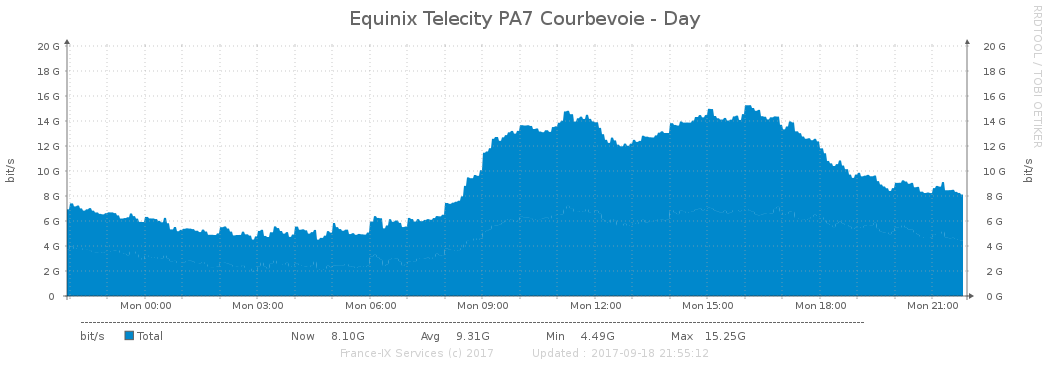 Equinix Telecity PA7 Courbevoie - Day
RRDTOOL / TOBI OETIKER
bit/s
20 G 20 G
18 G 18 G
16 G 16 G
14 G 14 G
12 G 12 G
10 G 10 G
8 G 8 G
6 G 6 G
4 G 4 G
2 G 2 G
0 0 G
bit/s
Mon 00:00 Mon 03:00 Mon 06:00 Mon 09:00 Mon 12:00 Mon 15:00 Mon 18:00 Mon 21:00
bit/s Total Now 8.10G Avg 9.31G Min 4.49G Max 15.25G
France-IX Services (c) 2017 Updated : 2017-09-18 21:55:12